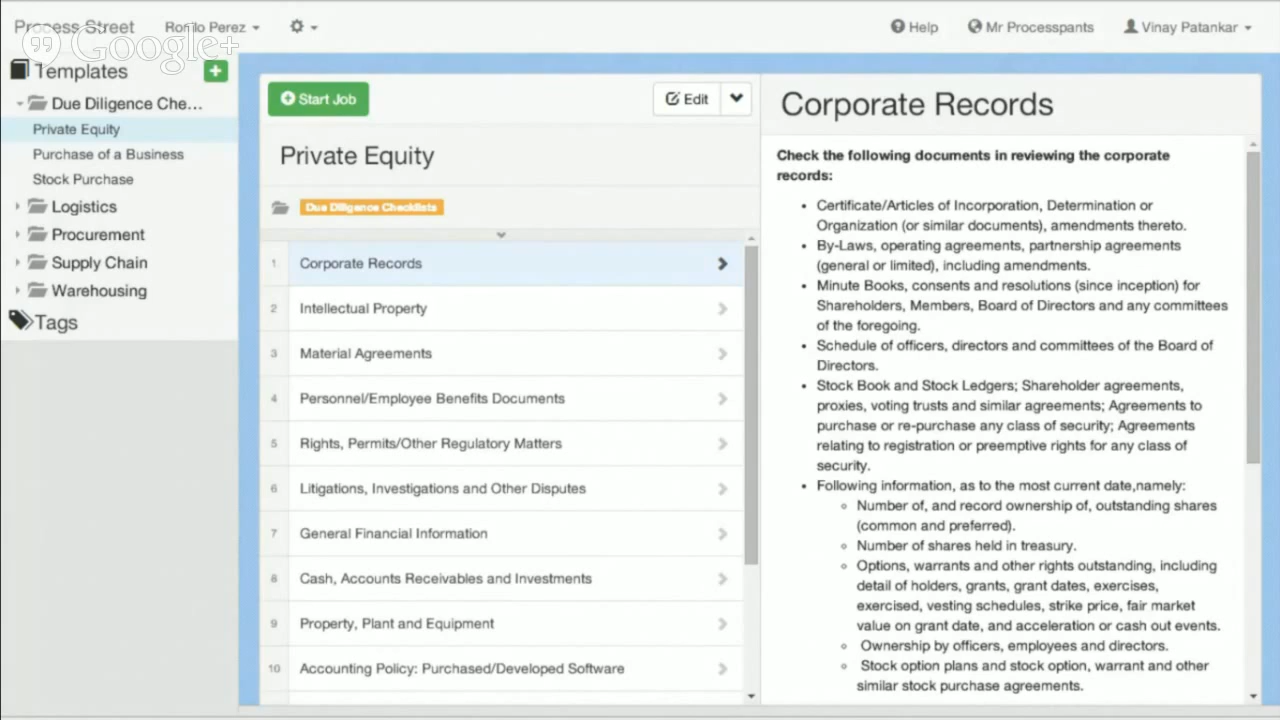 Process Street
Ronilo Perez
Help
Mr Processpants
Vinay Patankar
Google+
Templates
Due Diligence Che...
Private Equity
Purchase of a Business
Stock Purchase
Logistics
Procurement
Supply Chain
Warehousing
Tags
Start Job
Edit
Private Equity
Due Diligence Checklists
1 Corporate Records
2 Intellectual Property
3 Material Agreements
4 Personnel/Employee Benefits Documents
5 Rights, Permits/Other Regulatory Matters
6 Litigations, Investigations and Other Disputes
7 General Financial Information
8 Cash, Accounts Receivables and Investments
9 Property, Plant and Equipment
10 Accounting Policy: Purchased/Developed Software
Corporate Records
Check the following documents in reviewing the corporate
records:
Certificate/Articles of Incorporation, Determination or
Organization (or similar documents), amendments thereto.
By-Laws, operating agreements, partnership agreements
(general or limited), including amendments.
Minute Books, consents and resolutions (since inception) for
Shareholders, Members, Board of Directors and any committees
of the foregoing.
Schedule of officers, directors and committees of the Board of
Directors.
Stock Book and Stock Ledgers; Shareholder agreements,
proxies, voting trusts and similar agreements; Agreements to
purchase or re-purchase any class of security; Agreements
relating to registration or preemptive rights for any class of
security.
Following information, as to the most current date,namely:
Number of, and record ownership of, outstanding shares
(common and preferred).
Number of shares held in treasury.
Options, warrants and other rights outstanding, including
detail of holders, grants, grant dates, exercises,
exercised, vesting schedules, strike price, fair market
value on grant date, and acceleration or cash out events.
Ownership by officers, employees and directors.
Stock option plans and stock option, warrant and other
similar stock purchase agreements.